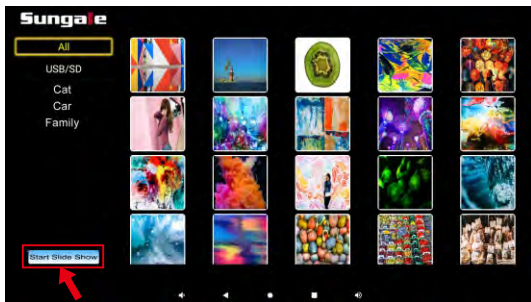 Sungale
All
USB/SD
Cat
Car
Family
Start Slide Show